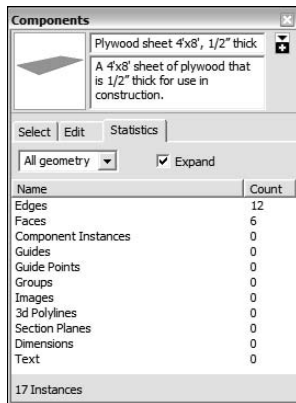 Components
Plywood sheet 4'x8', 1/2" thick
A 4'x8' sheet of plywood that
is 1/2" thick for use in
construction.
Select Edit Statistics
All geometry Expand
Name Count
Edges 12
Faces 6
Component Instances 0
Guides 0
Guide Points 0
Groups 0
Images 0
3d Polylines 0
Section Planes 0
Dimensions 0
Text 0
17 Instances